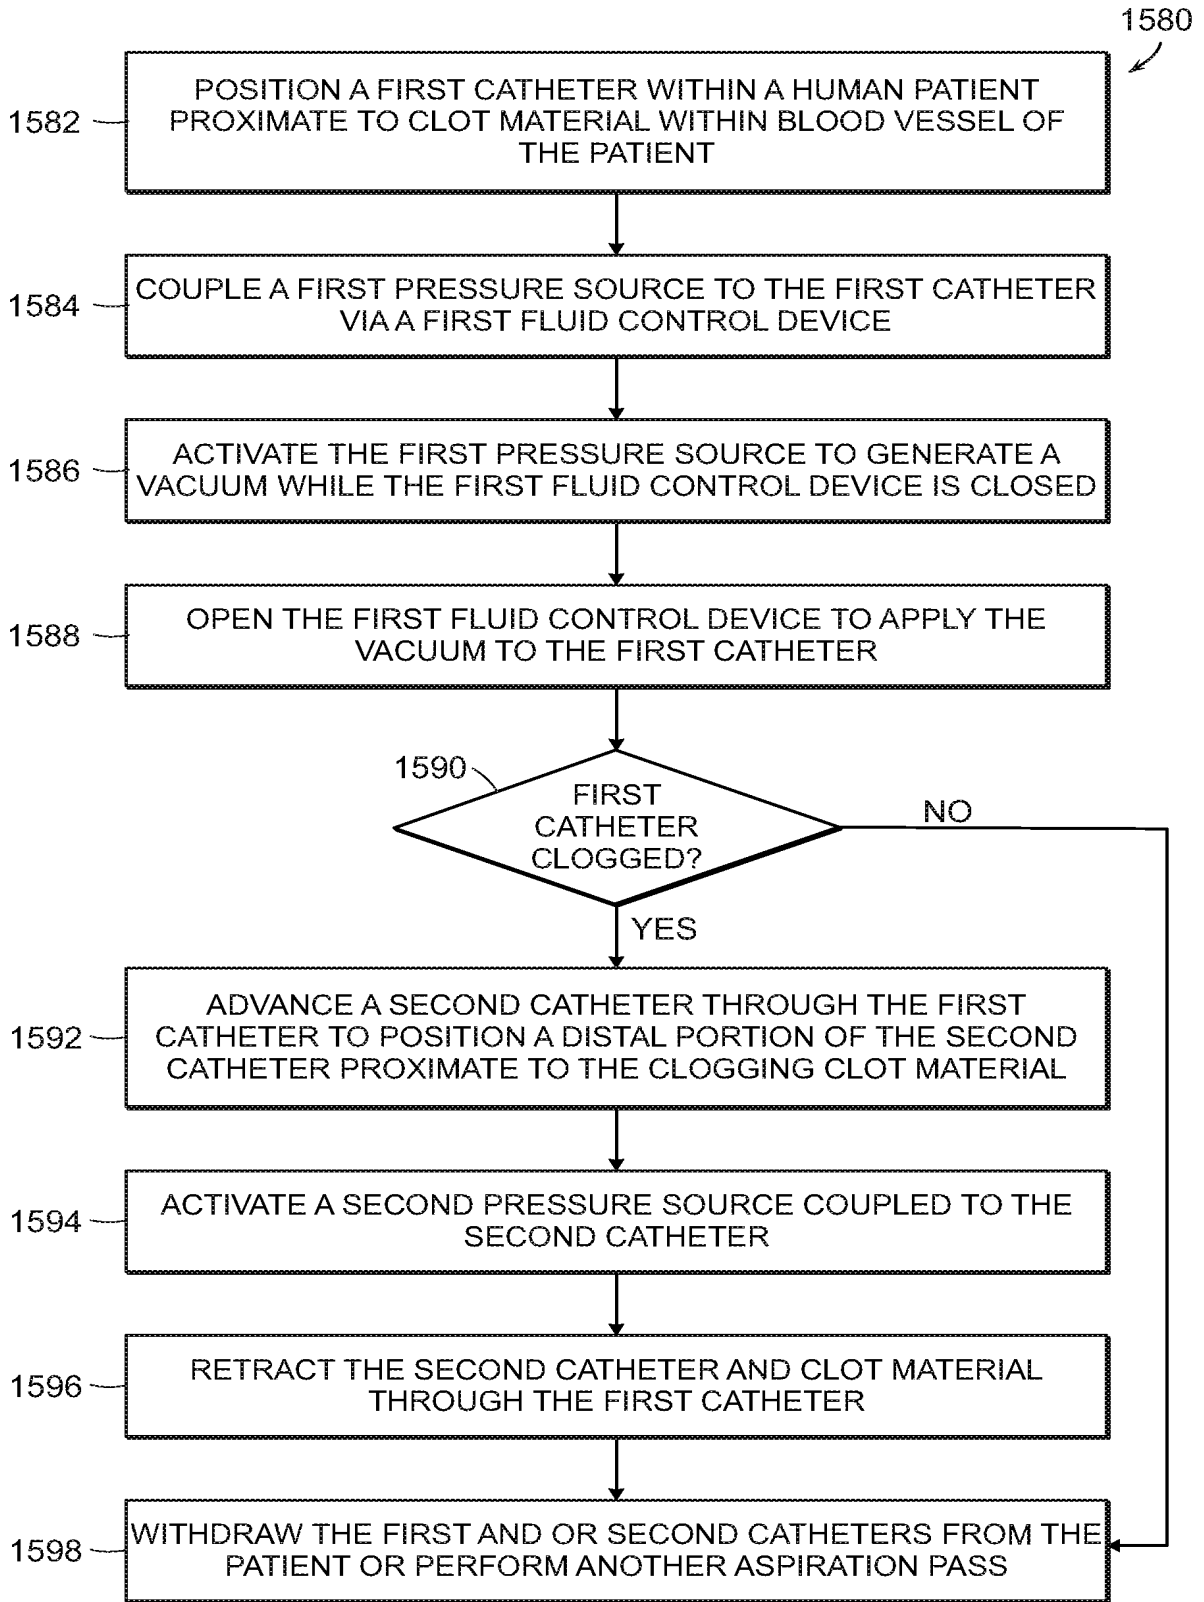 1580
1582
POSITION A FIRST CATHETER WITHIN A HUMAN PATIENT
PROXIMATE TO CLOT MATERIAL WITHIN BLOOD VESSEL OF
THE PATIENT
1584
COUPLE A FIRST PRESSURE SOURCE TO THE FIRST CATHETER
VIA A FIRST FLUID CONTROL DEVICE
1586
ACTIVATE THE FIRST PRESSURE SOURCE TO GENERATE A
VACUUM WHILE THE FIRST FLUID CONTROL DEVICE IS CLOSED
1588
OPEN THE FIRST FLUID CONTROL DEVICE TO APPLY THE
VACUUM TO THE FIRST CATHETER
1590
FIRST
CATHETER
CLOGGED?
NO
YES
1592
ADVANCE A SECOND CATHETER THROUGH THE FIRST
CATHETER TO POSITION A DISTAL PORTION OF THE SECOND
CATHETER PROXIMATE TO THE CLOGGING CLOT MATERIAL
1594
ACTIVATE A SECOND PRESSURE SOURCE COUPLED TO THE
SECOND CATHETER
1596
RETRACT THE SECOND CATHETER AND CLOT MATERIAL
THROUGH THE FIRST CATHETER
1598
WITHDRAW THE FIRST AND OR SECOND CATHETERS FROM THE
PATIENT OR PERFORM ANOTHER ASPIRATION PASS